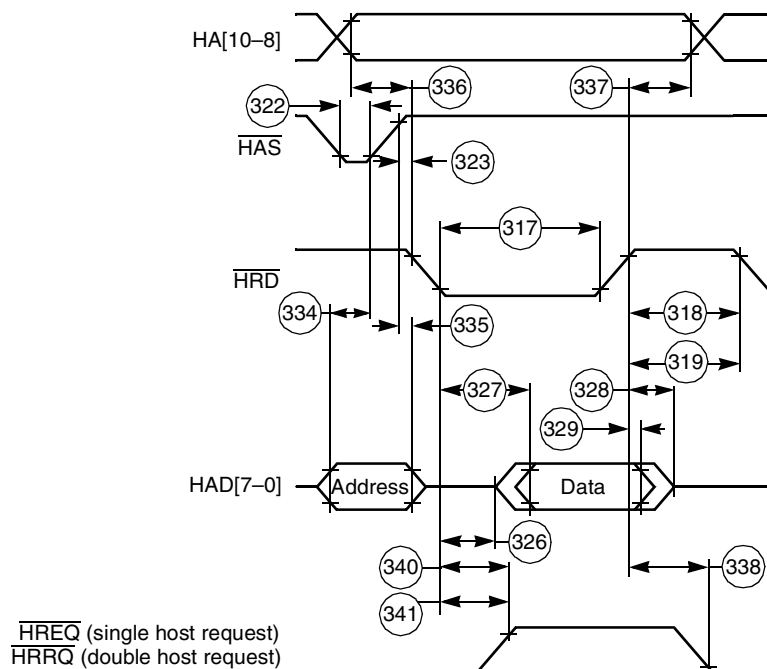 HA[10–8]
336
337
322
HAS
323
317
HRD
334
335
318
319
327
328
329
HAD[7–0]
Address
Data
326
340
338
341
HREQ (single host request)
HRRQ (double host request)